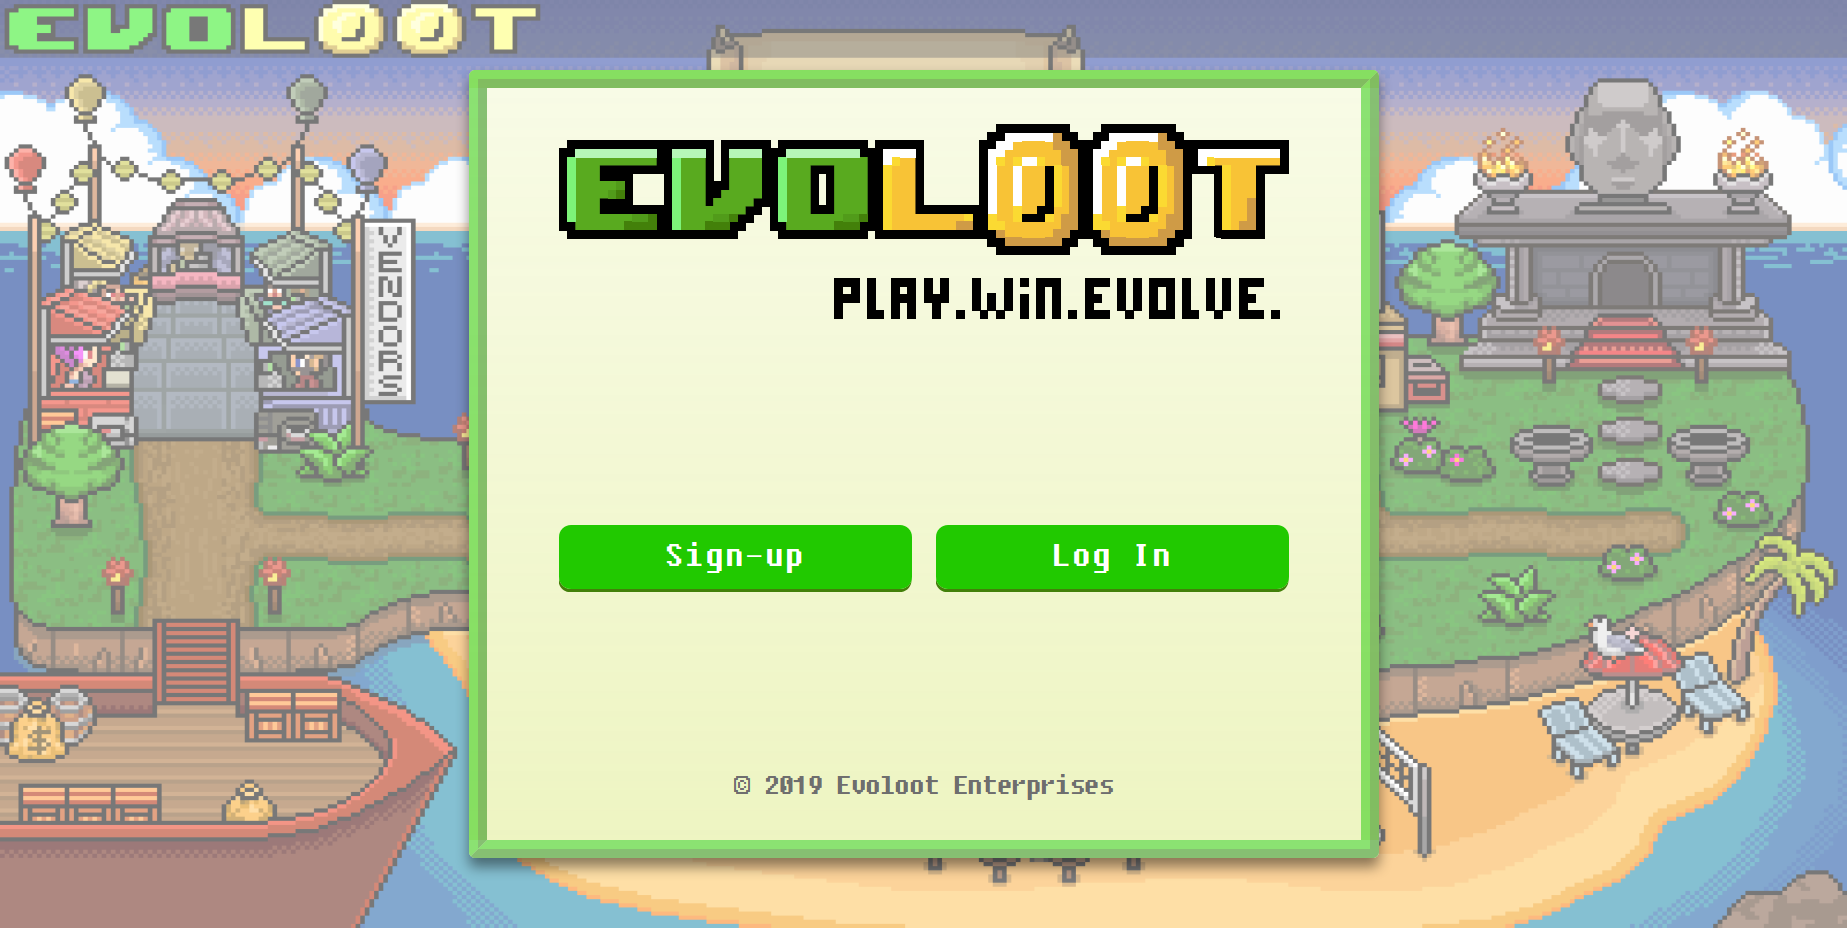 EVOLOOT
EVOLOOT
PLAY.WiN.EVOLVE.
VENDORS
Sign-up
Log In
© 2019 Evoloot Enterprises